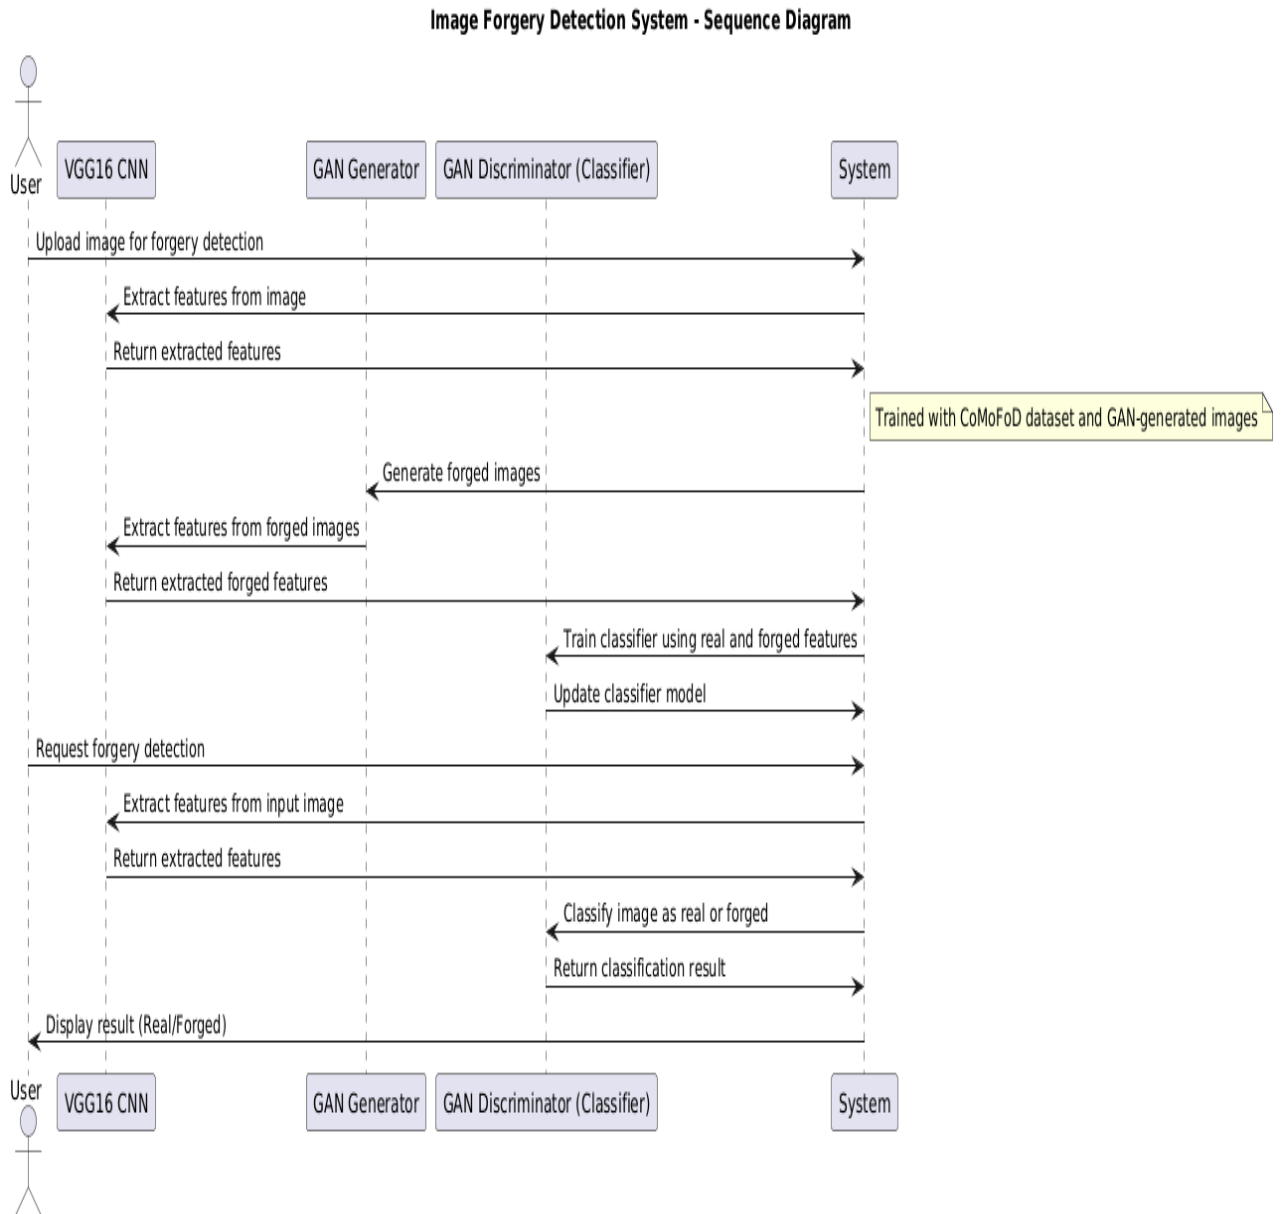 Image Forgery Detection System - Sequence Diagram
User
VGG16 CNN
GAN Generator
GAN Discriminator (Classifier)
System
Upload image for forgery detection
Extract features from image
Return extracted features
Trained with CoMoFoD dataset and GAN-generated images
Generate forged images
Extract features from forged images
Return extracted forged features
Train classifier using real and forged features
Update classifier model
Request forgery detection
Extract features from input image
Return extracted features
Classify image as real or forged
Return classification result
Display result (Real/Forged)
User
VGG16 CNN
GAN Generator
GAN Discriminator (Classifier)
System